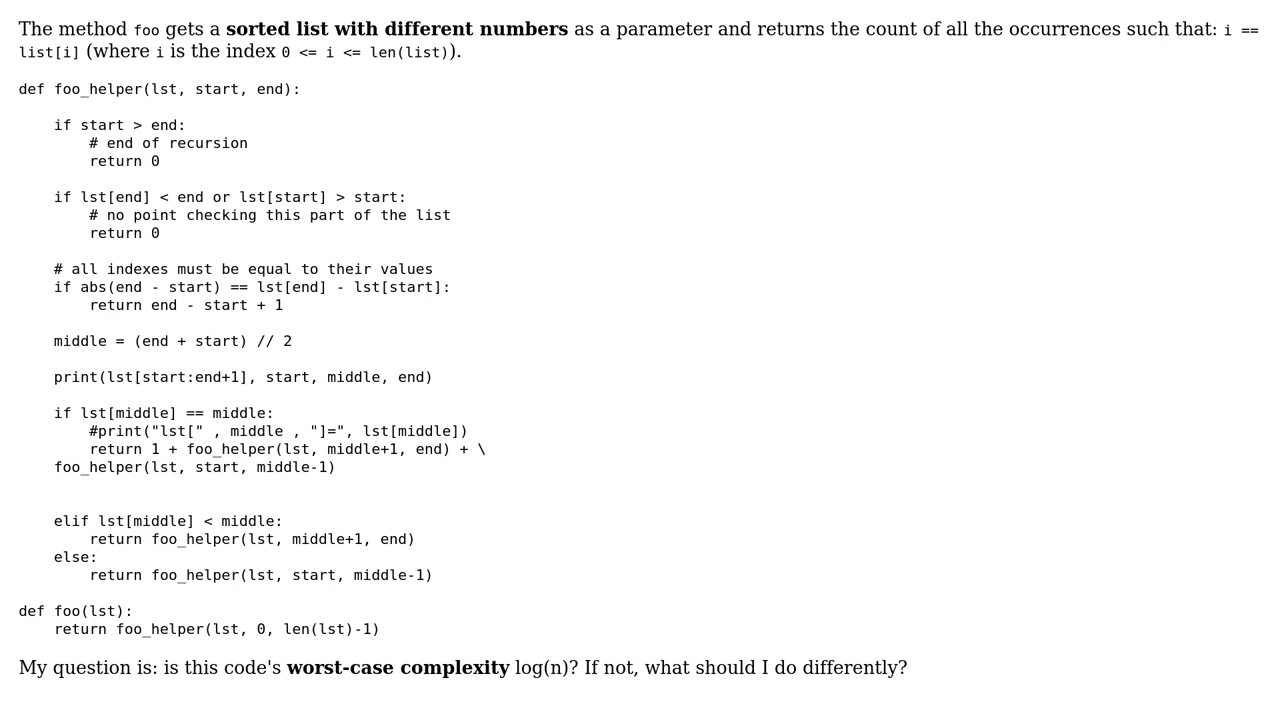 The method foo gets a sorted list with different numbers as a parameter and returns the count of all the occurrences such that: i ==
list[i] (where i is the index 0 <= i <= len(list)).
def foo_helper(lst, start, end):
    if start > end:
        # end of recursion
        return 0
    if lst[end] < end or lst[start] > start:
        # no point checking this part of the list
        return 0
    # all indexes must be equal to their values
    if abs(end - start) == lst[end] - lst[start]:
        return end - start + 1
    middle = (end + start) // 2
    print(lst[start:end+1], start, middle, end)
    if lst[middle] == middle:
        #print("lst[" , middle , "]=", lst[middle])
        return 1 + foo_helper(lst, middle+1, end) + \
    foo_helper(lst, start, middle-1)
    elif lst[middle] < middle:
        return foo_helper(lst, middle+1, end)
    else:
        return foo_helper(lst, start, middle-1)
def foo(lst):
    return foo_helper(lst, 0, len(lst)-1)
My question is: is this code's worst-case complexity log(n)? If not, what should I do differently?